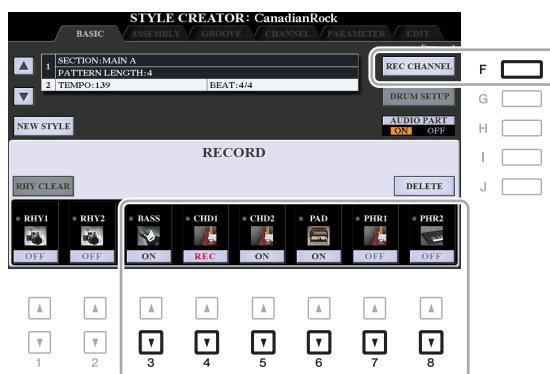 STYLE CREATOR: CanadianRock
BASIC ASSEMBLY GROOVE CHANNEL PARAMETER EDIT
1 SECTION:MAIN A
PATTERN LENGTH:4
2 TEMPO:139 BEAT:4/4
REC CHANNEL
F
DRUM SETUP
G
NEW STYLE
AUDIO PART
ON OFF
H
RECORD
I
RHY CLEAR
DELETE
J
RHY1 RHY2 BASS CHD1 CHD2 PAD PHR1 PHR2
OFF OFF ON REC ON ON OFF OFF
1 2 3 4 5 6 7 8